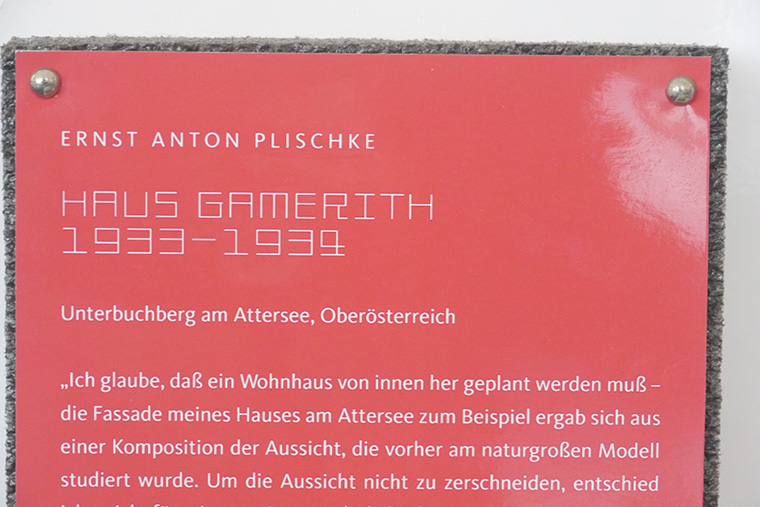 ERNST ANTON PLISCHKE
HAUS GAMERITH
1933–1934
Unterbuchberg am Attersee, Oberösterreich
„Ich glaube, daß ein Wohnhaus von innen her geplant werden muß –
die Fassade meines Hauses am Attersee zum Beispiel ergab sich aus
einer Komposition der Aussicht, die vorher am naturgroßen Modell
studiert wurde. Um die Aussicht nicht zu zerschneiden, entschied